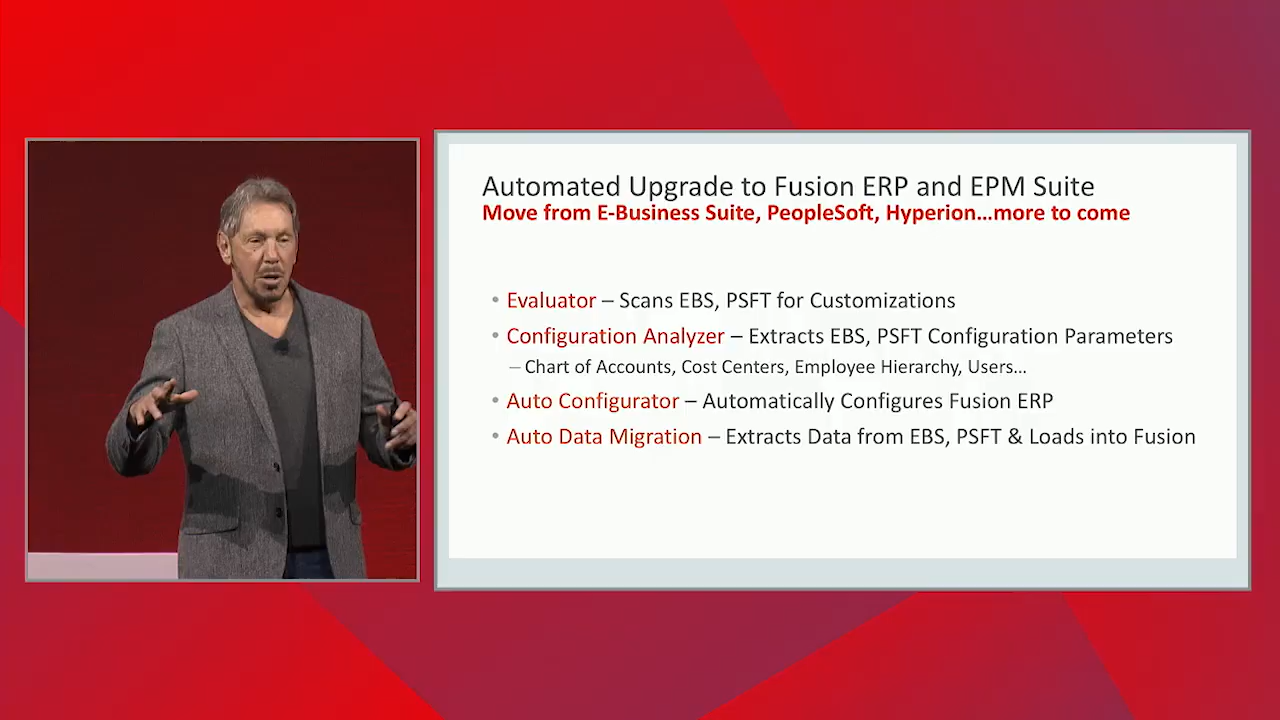 Automated Upgrade to Fusion ERP and EPM Suite
Move from E-Business Suite, PeopleSoft, Hyperion…more to come
• Evaluator – Scans EBS, PSFT for Customizations
• Configuration Analyzer – Extracts EBS, PSFT Configuration Parameters
– Chart of Accounts, Cost Centers, Employee Hierarchy, Users…
• Auto Configurator – Automatically Configures Fusion ERP
• Auto Data Migration – Extracts Data from EBS, PSFT & Loads into Fusion